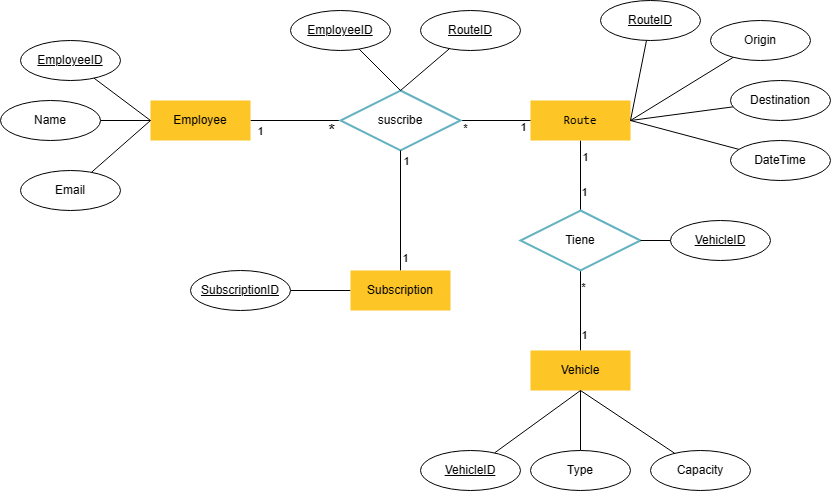 EmployeeID
RouteID
RouteID
Origin
EmployeeID
Name
Employee
suscribe
Route
Destination
1
*
*
1
DateTime
Email
1
1
1
Tiene
VehicleID
1
1
SubscriptionID
Subscription
*
1
Vehicle
VehicleID
Type
Capacity